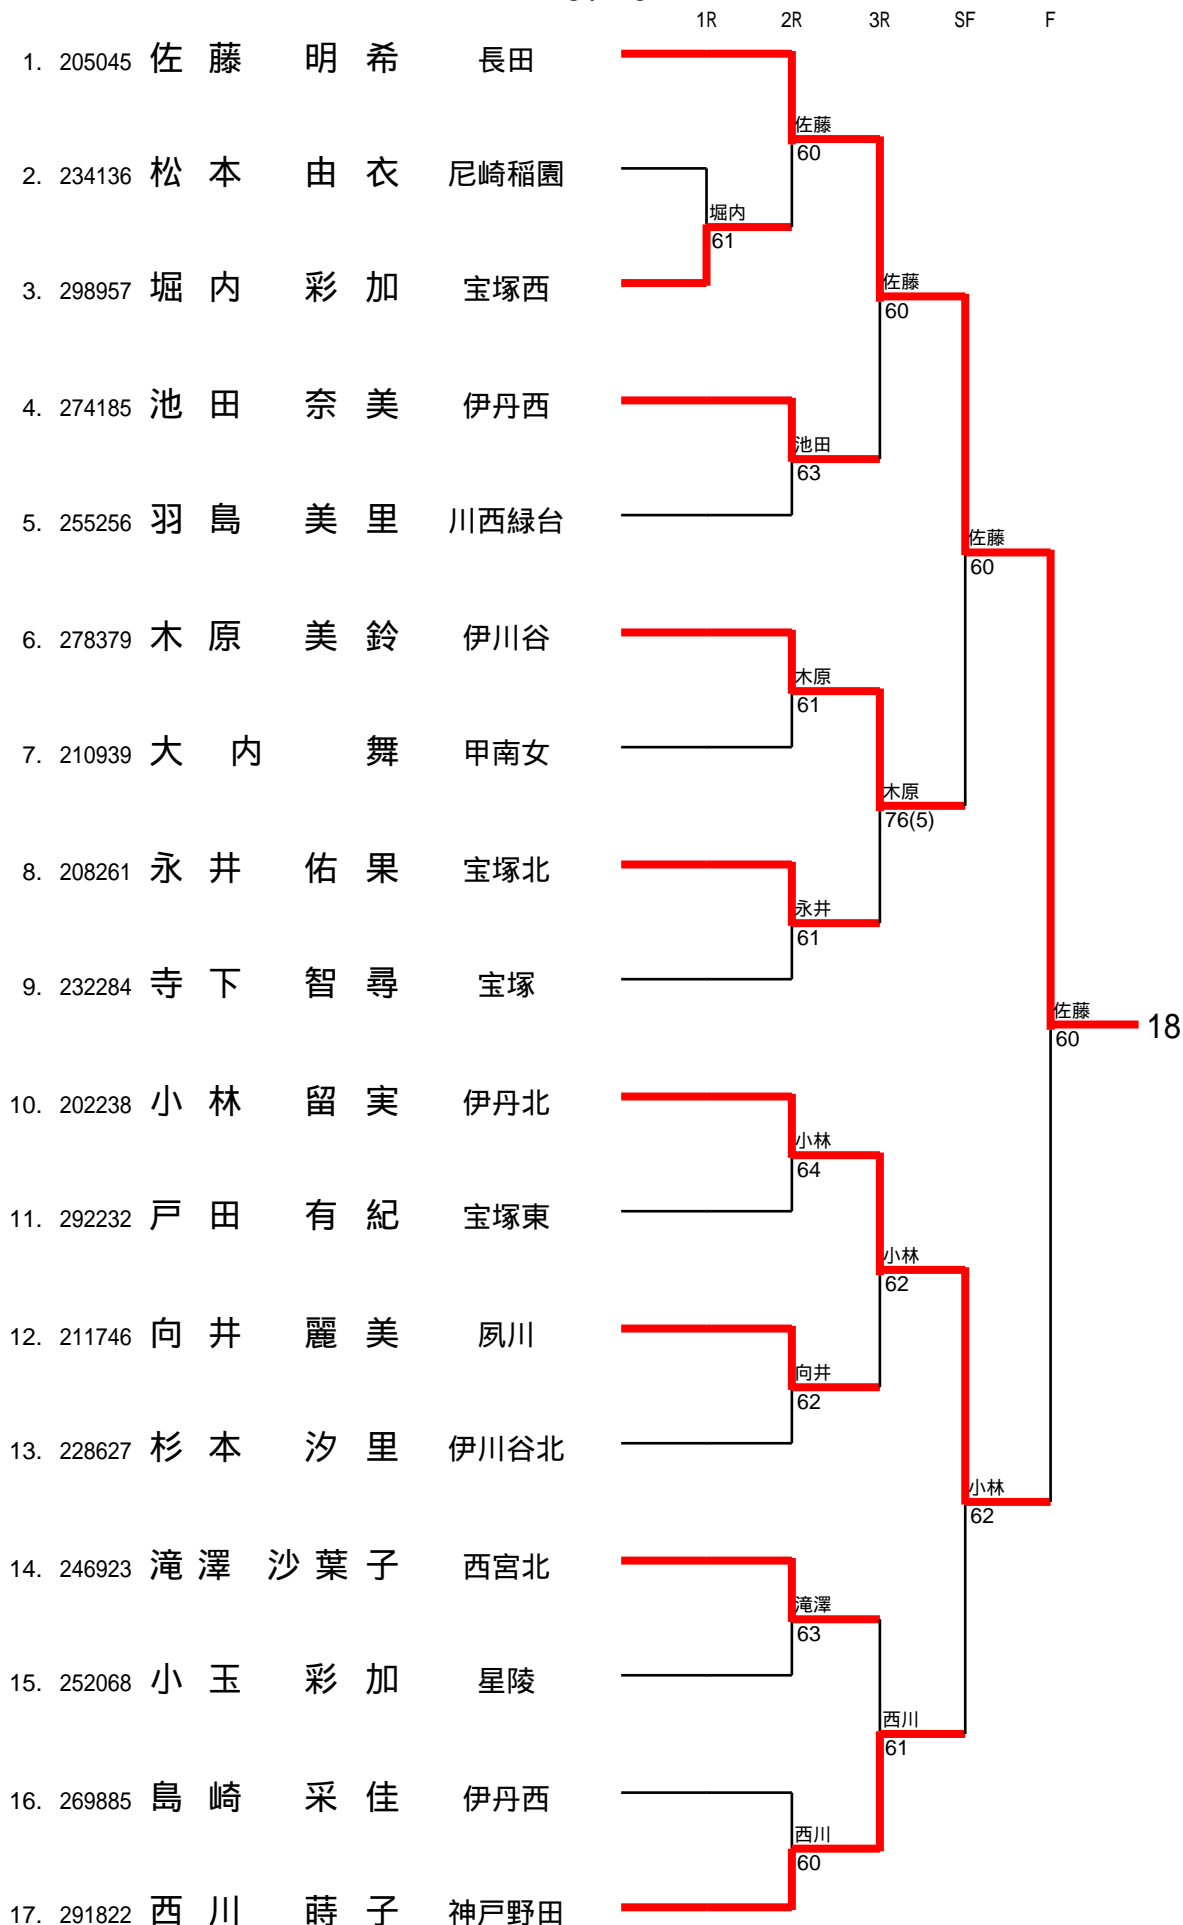 1R 2R 3R SF F
1. 205045 佐藤 明希 長田
佐藤
60
2. 234136 松本 由衣 尼崎稲園
堀内
61
3. 298957 堀内 彩加 宝塚西
佐藤
60
4. 274185 池田 奈美 伊丹西
池田
63
5. 255256 羽島 美里 川西緑台
佐藤
60
6. 278379 木原 美鈴 伊川谷
木原
61
7. 210939 大内 舞 甲南女
木原
76(5)
8. 208261 永井 佑果 宝塚北
永井
61
9. 232284 寺下 智尋 宝塚
佐藤
60
18
10. 202238 小林 留実 伊丹北
小林
64
11. 292232 戸田 有紀 宝塚東
小林
62
12. 211746 向井 麗美 夙川
向井
62
13. 228627 杉本 汐里 伊川谷北
小林
62
14. 246923 滝澤 沙葉子 西宮北
滝澤
63
15. 252068 小玉 彩加 星陵
西川
61
16. 269885 島崎 采佳 伊丹西
西川
60
17. 291822 西川 蒔子 神戸野田